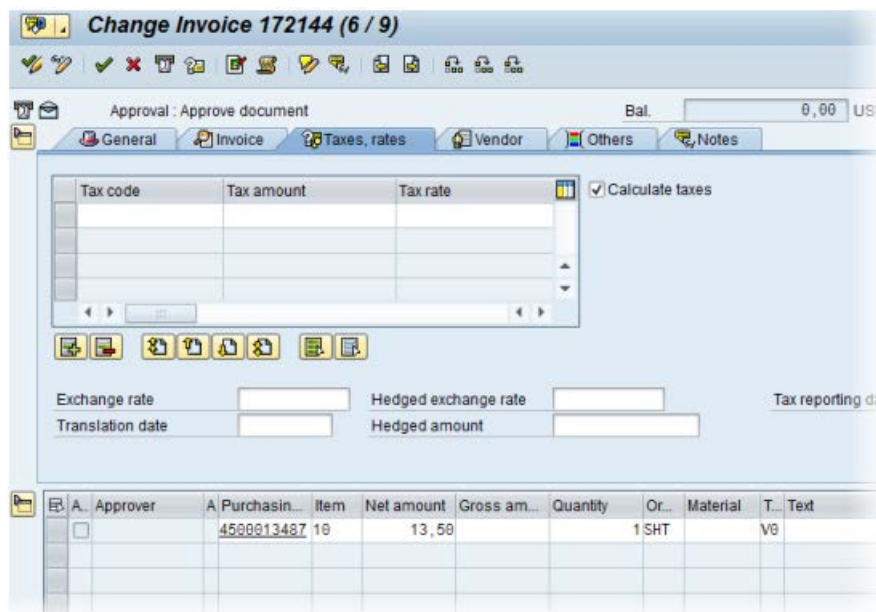 Change Invoice 172144 (6 / 9)
Approval : Approve document Bal. 0,00 US
General Invoice Taxes, rates Vendor Others Notes
Tax code Tax amount Tax rate Calculate taxes
Exchange rate Hedged exchange rate Tax reporting d
Translation date Hedged amount
A.. Approver A Purchasin... Item Net amount Gross am... Quantity Or... Material T... Text
4500013487 10 13,50 1 SHT V0